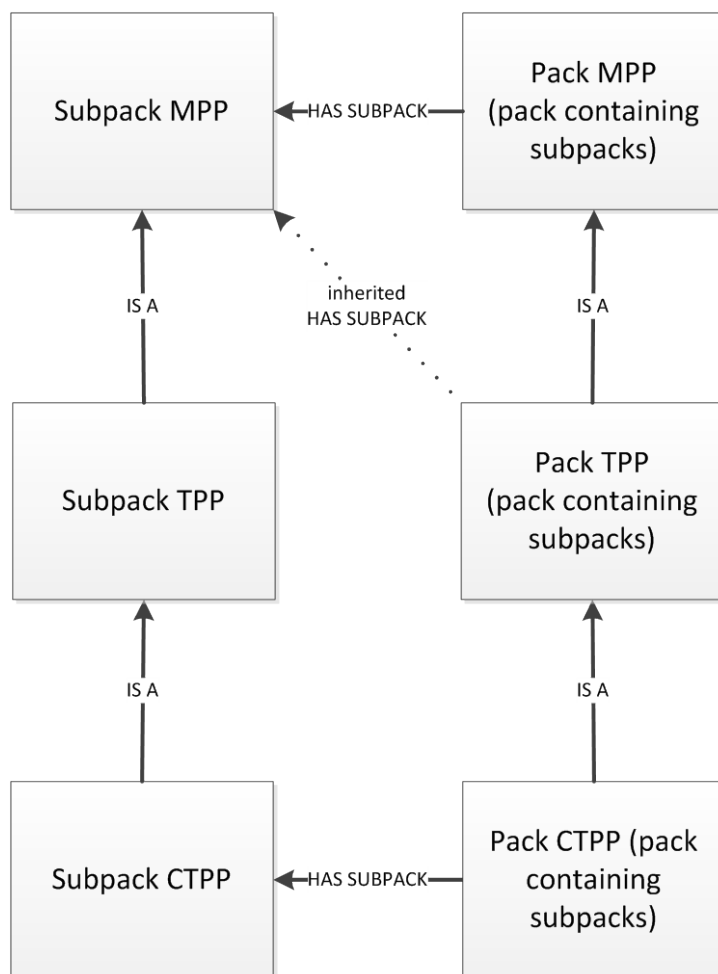 Subpack MPP
HAS SUBPACK
Pack MPP
(pack containing
subpacks)
IS A
inherited
HAS SUBPACK
IS A
Subpack TPP
Pack TPP
(pack containing
subpacks)
IS A
IS A
Subpack CTPP
HAS SUBPACK
Pack CTPP (pack
containing
subpacks)